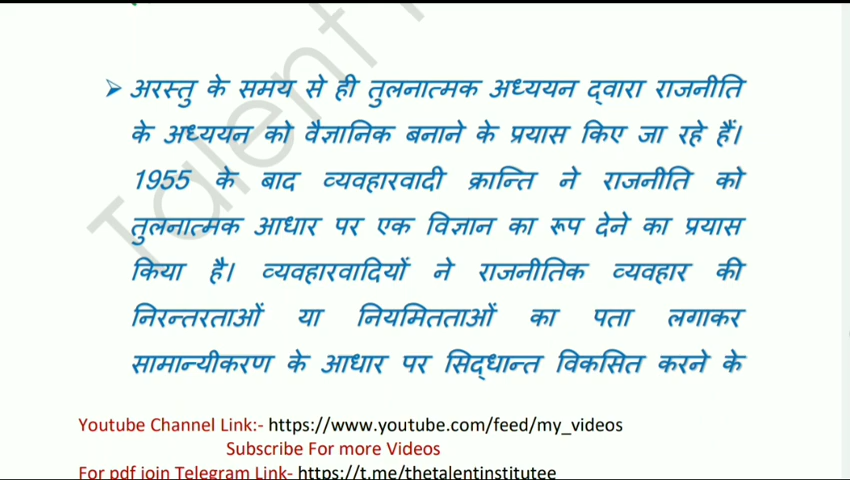 ➢ अरस्तु के समय से ही तुलनात्मक अध्ययन द्वारा राजनीति
के अध्ययन को वैज्ञानिक बनाने के प्रयास किए जा रहे हैं।
1955 के बाद व्यवहारवादी क्रान्ति ने राजनीति को
तुलनात्मक आधार पर एक विज्ञान का रूप देने का प्रयास
किया है। व्यवहारवादियों ने राजनीतिक व्यवहार की
निरन्तरताओं या नियमितताओं का पता लगाकर
सामान्यीकरण के आधार पर सिद्धान्त विकसित करने के
Talent
Youtube Channel Link:- https://www.youtube.com/feed/my_videos
Subscribe For more Videos
For pdf join Telegram Link- https://t.me/thetalentinstitutee